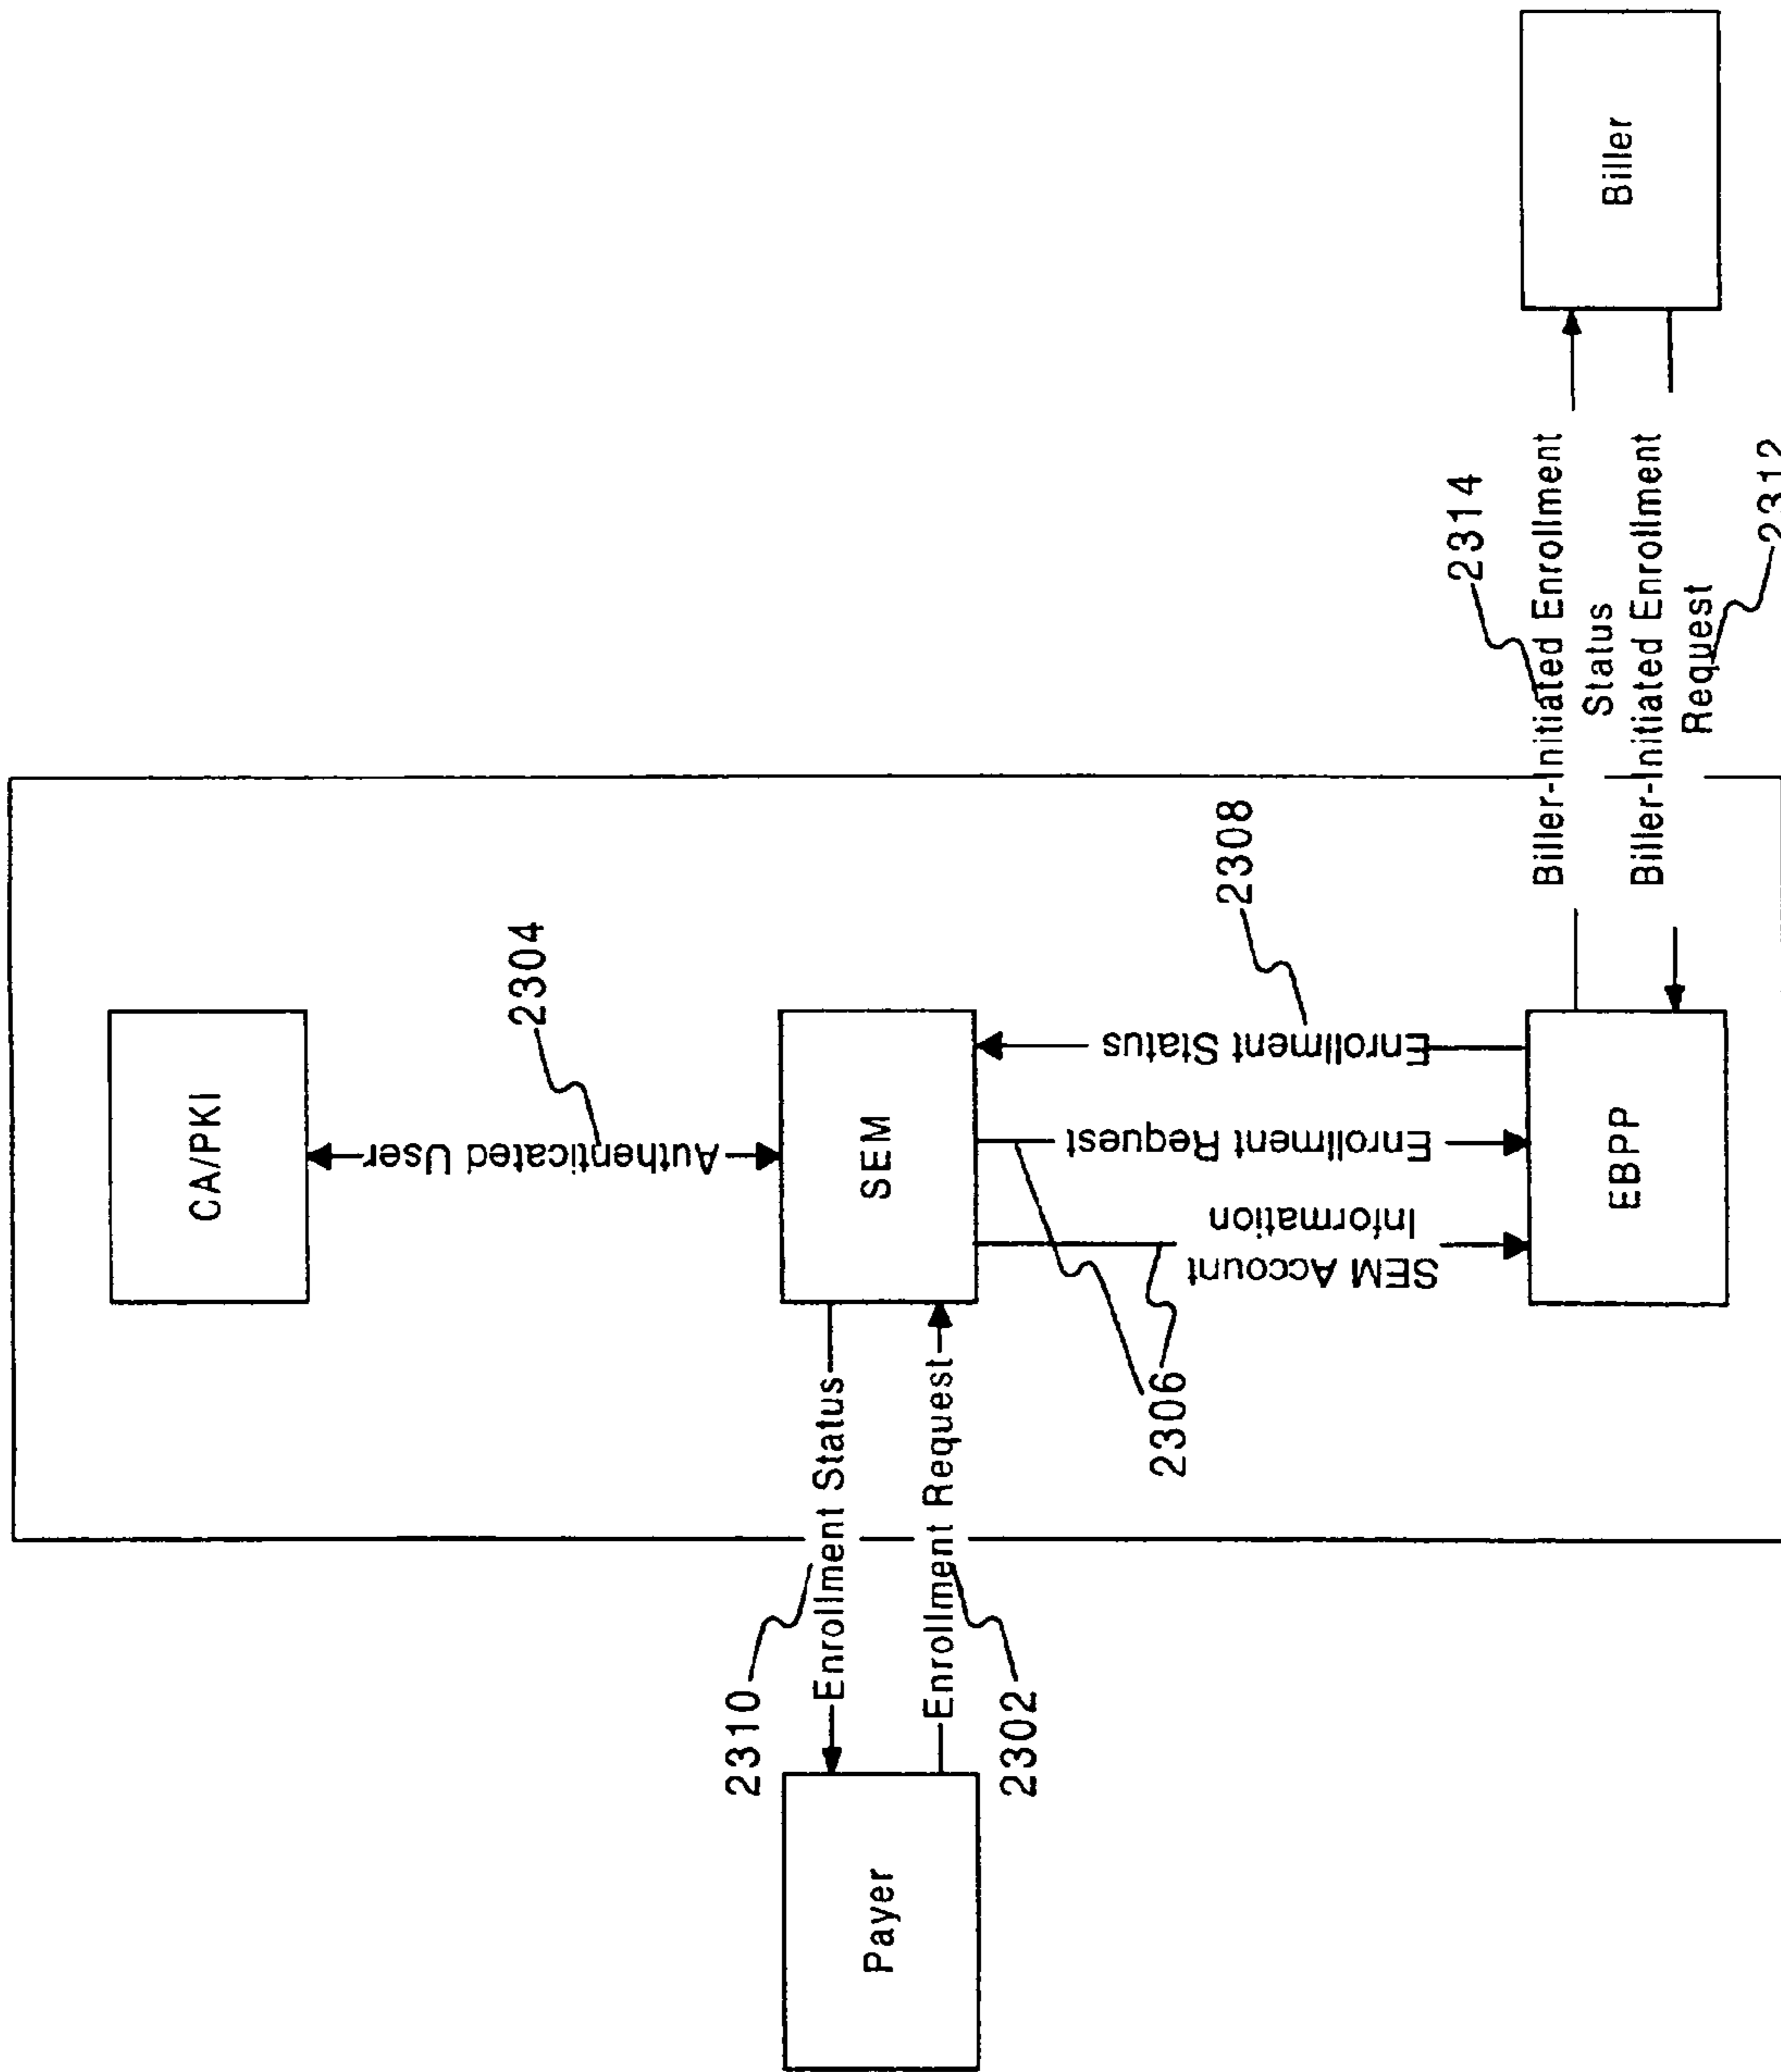 CA/PKI
Authenticated User
2304
2310
Enrollment Status
Payer
SEM
Enrollment Request
2302
2306
SEM Account
Information
Enrollment Request
Enrollment Status
2308
EBPP
2314
Biller-Initiated Enrollment
Status
Biller-Initiated Enrollment
Request
2312
Biller